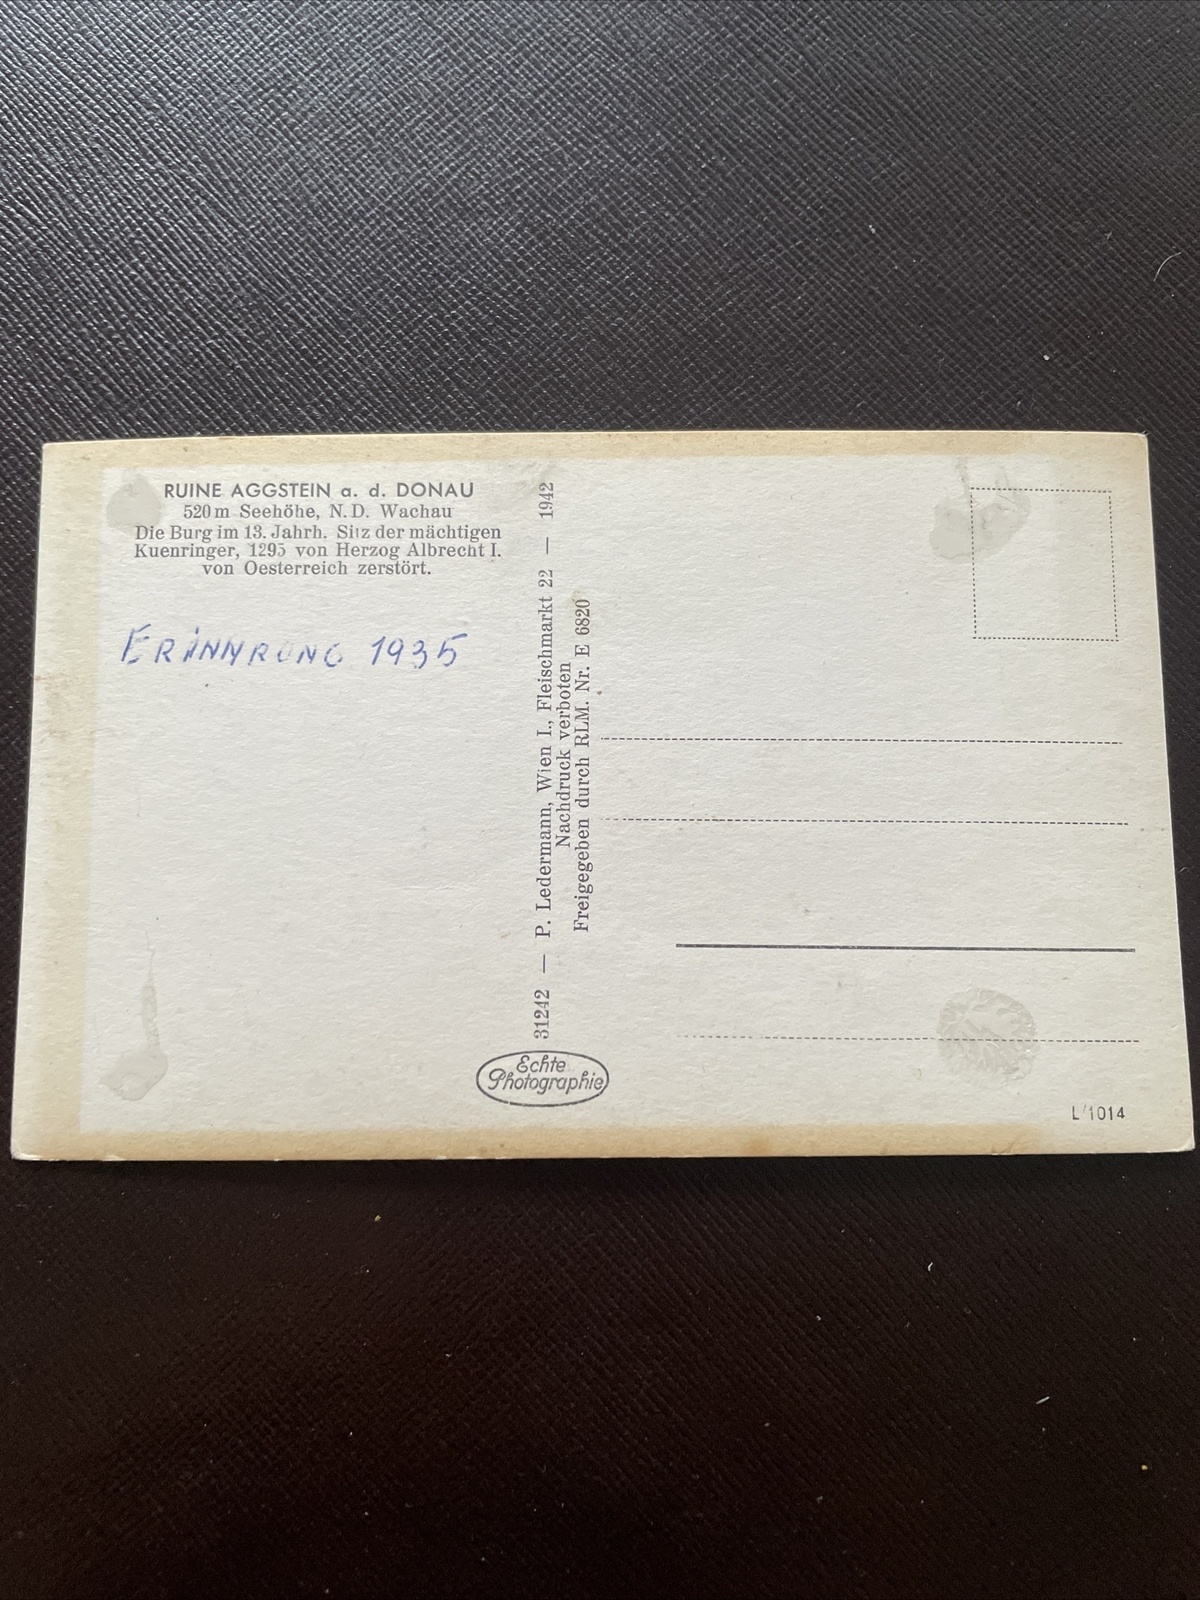 RUINE AGGSTEIN a. d. DONAU
520 m Seehöhe, N. D. Wachau
Die Burg im 13. Jahrh. Sitz der mächtigen
Kuenringer, 1295 von Herzog Albrecht I.
von Oesterreich zerstört.
ERINNRUNG 1935
31242 — P. Ledermann, Wien I., Fleischmarkt 22 — 1942
Nachdruck verboten
Freigegeben durch RLM. Nr. E 6820
Echte
Photographie
L/1014